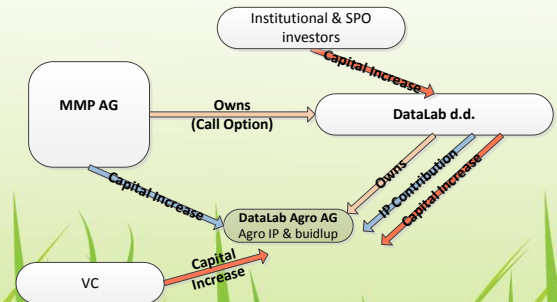 Institutional & SPO
investors
Capital Increase
MMP AG
Owns
(Call Option)
DataLab d.d.
Capital Increase
Owns
IP Contribution
Capital Increase
DataLab Agro AG
Agro IP & buidlup
Capital
Increase
VC